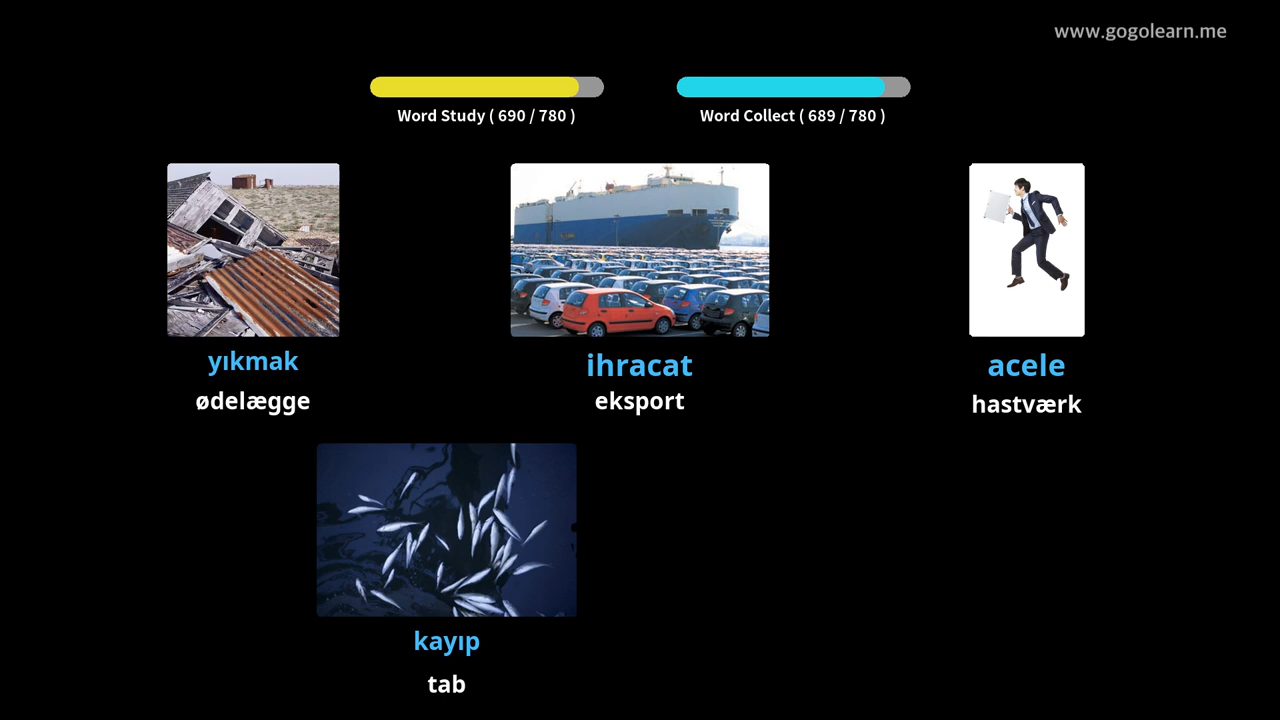 www.gogolearn.me
Word Study ( 690 / 780 )
Word Collect ( 689 / 780 )
yıkmak
ødelægge
ihracat
eksport
acele
hastværk
kayıp
tab